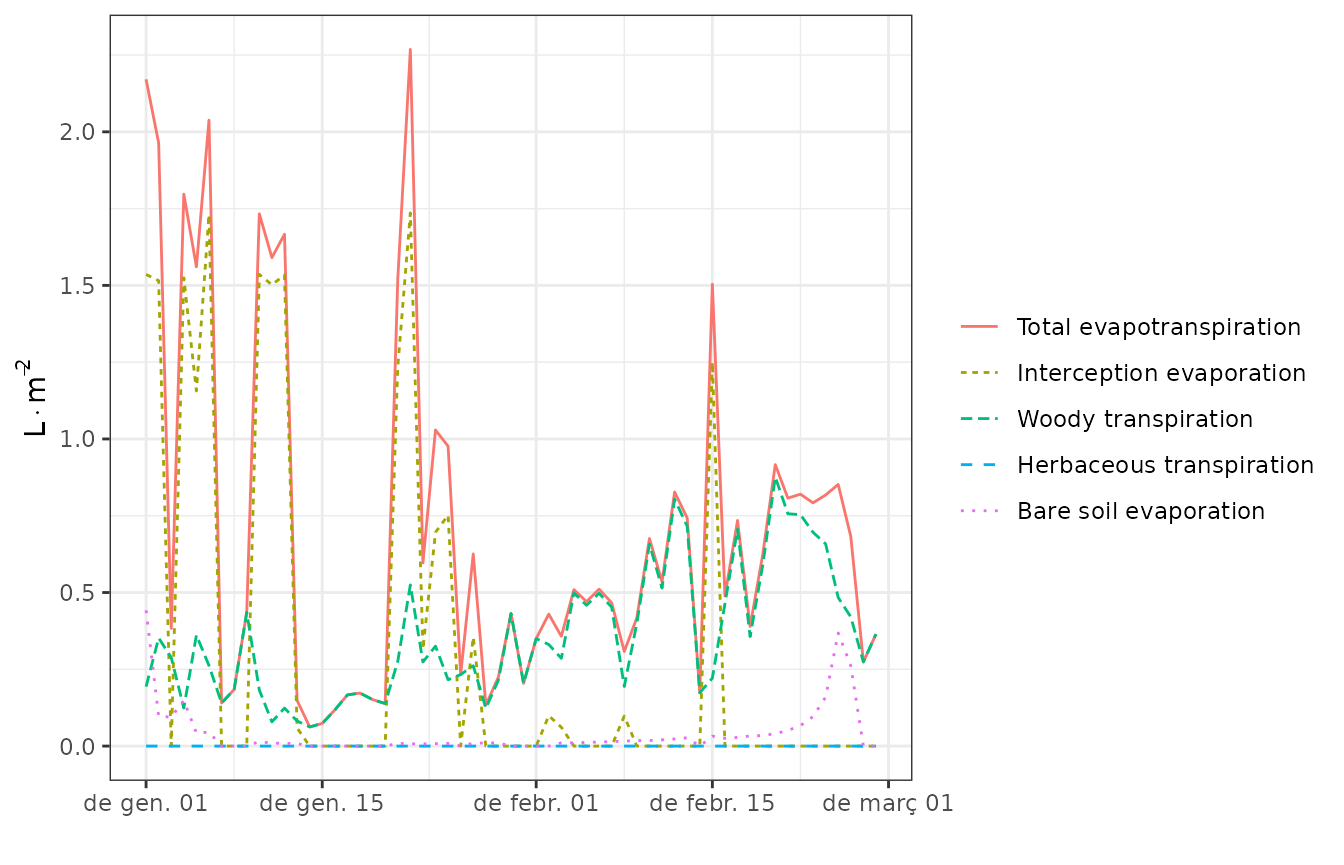 L · m⁻²
2.0
1.5
1.0
0.5
0.0
de gen. 01 de gen. 15 de febr. 01 de febr. 15 de març 01
Total evapotranspiration
Interception evaporation
Woody transpiration
Herbaceous transpiration
Bare soil evaporation